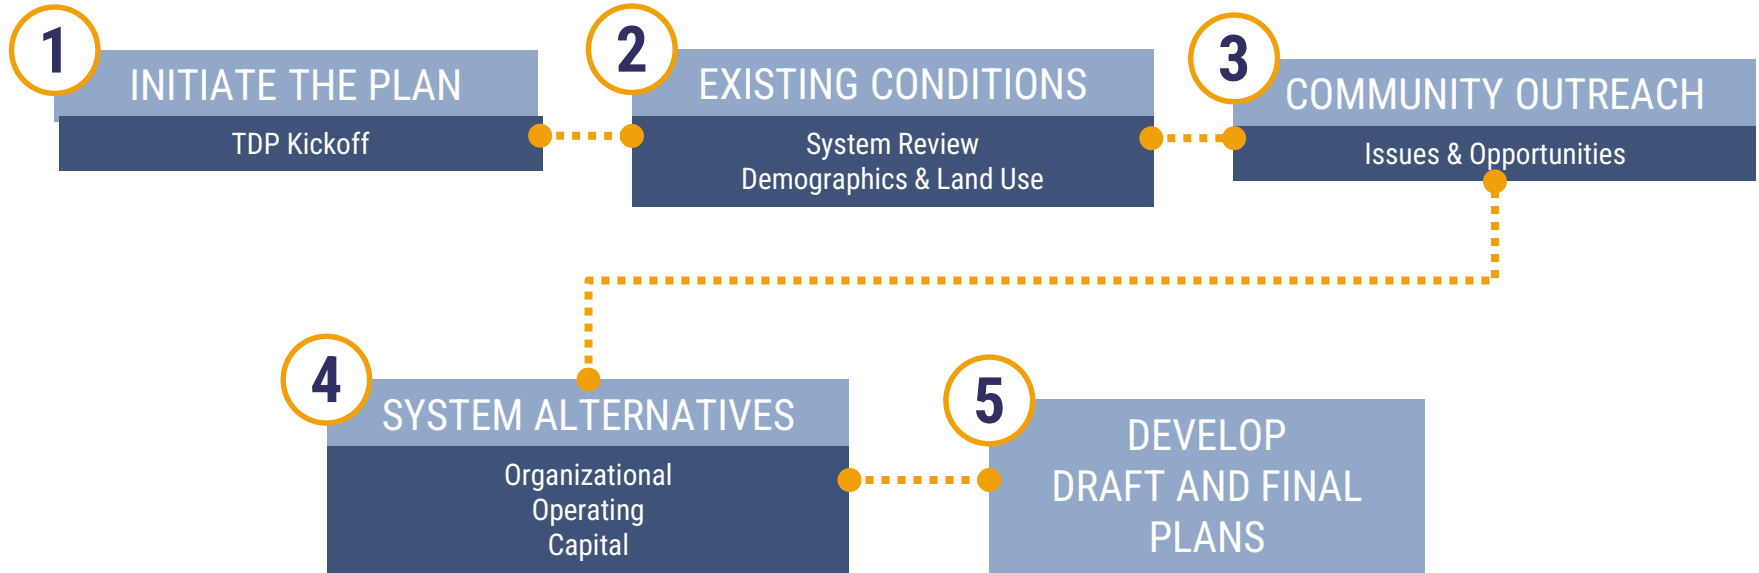 1
INITIATE THE PLAN
TDP Kickoff
2
EXISTING CONDITIONS
System Review
Demographics & Land Use
3
COMMUNITY OUTREACH
Issues & Opportunities
4
SYSTEM ALTERNATIVES
Organizational
Operating
Capital
5
DEVELOP
DRAFT AND FINAL
PLANS